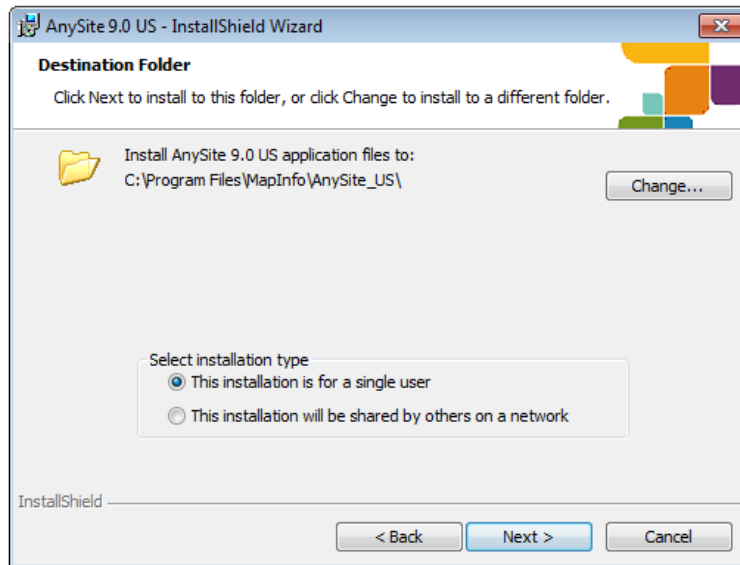 AnySite 9.0 US - InstallShield Wizard
Destination Folder
Click Next to install to this folder, or click Change to install to a different folder.
Install AnySite 9.0 US application files to:
C:\Program Files\MapInfo\AnySite_US\
Change...
Select installation type
This installation is for a single user
This installation will be shared by others on a network
InstallShield
< Back
Next >
Cancel